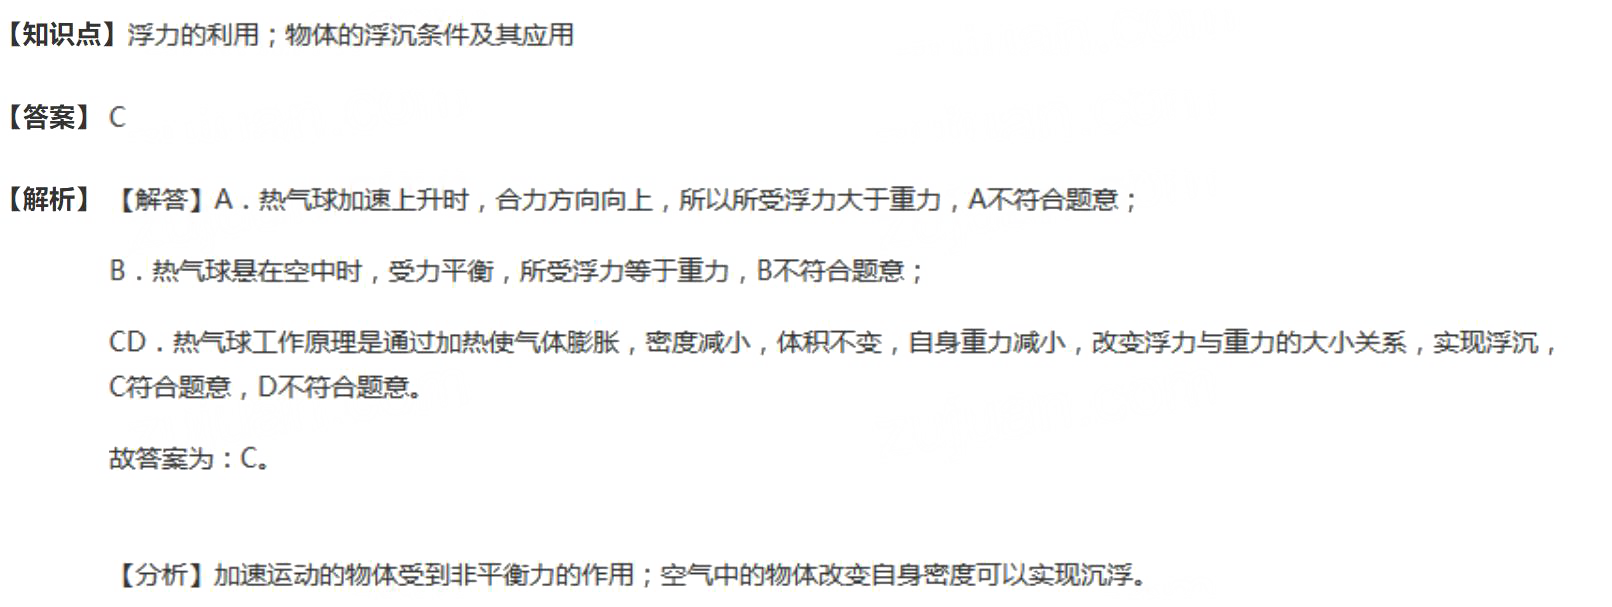 【知识点】浮力的利用；物体的浮沉条件及其应用
【答案】 C
【解析】 【解答】A．热气球加速上升时，合力方向向上，所以所受浮力大于重力，A不符合题意；
B．热气球悬在空中时，受力平衡，所受浮力等于重力，B不符合题意；
CD．热气球工作原理是通过加热使气体膨胀，密度减小，体积不变，自身重力减小，改变浮力与重力的大小关系，实现浮沉，
C符合题意，D不符合题意。
故答案为：C。
【分析】加速运动的物体受到非平衡力的作用；空气中的物体改变自身密度可以实现沉浮。